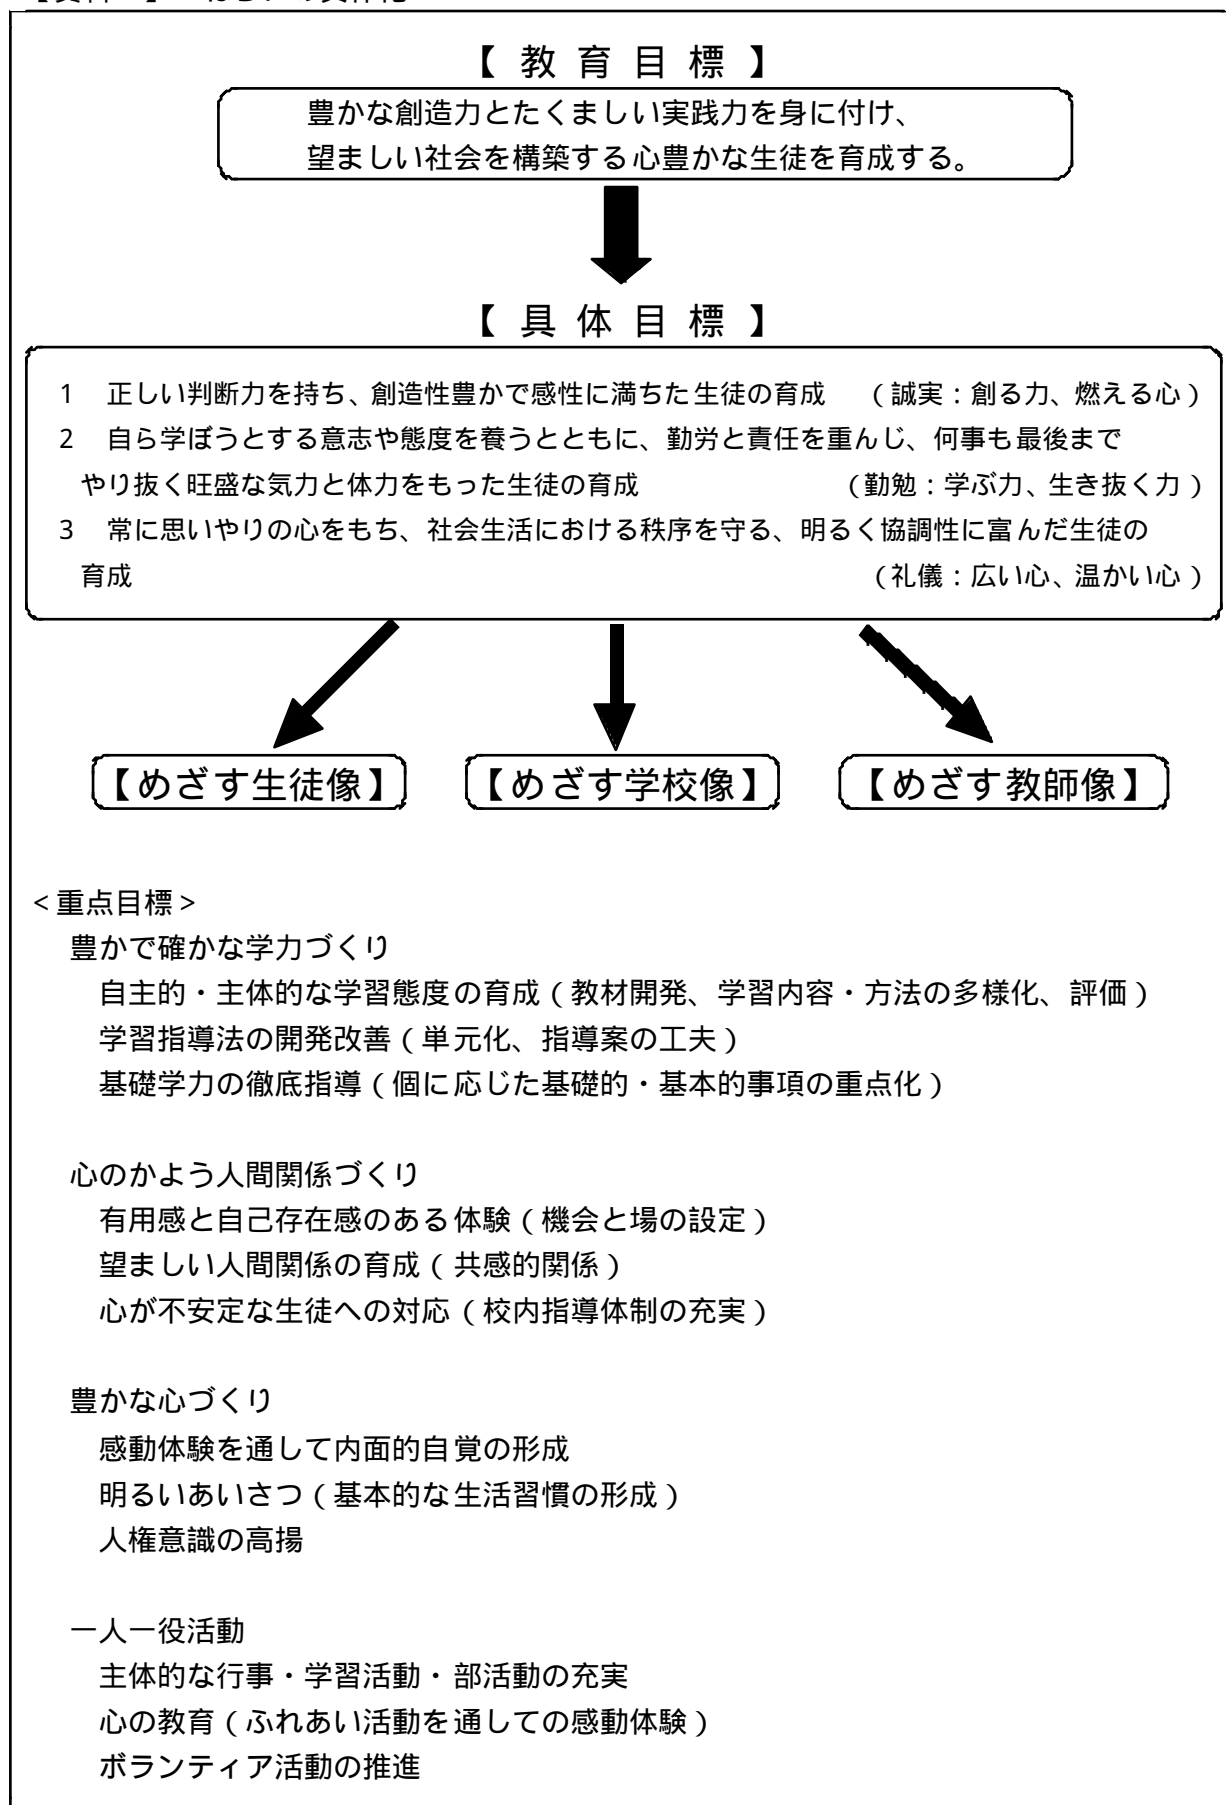 【 教 育 目 標 】
豊かな創造力とたくましい実践力を身に付け、
望ましい社会を構築する心豊かな生徒を育成する。
【 具 体 目 標 】
1 正しい判断力を持ち、創造性豊かで感性に満ちた生徒の育成 （誠実：創る力、燃える心）
2 自ら学ぼうとする意志や態度を養うとともに、勤労と責任を重んじ、何事も最後まで
やり抜く旺盛な気力と体力をもった生徒の育成 （勤勉：学ぶ力、生き抜く力）
3 常に思いやりの心をもち、社会生活における秩序を守る、明るく協調性に富んだ生徒の
育成 （礼儀：広い心、温かい心）
【めざす生徒像】 【めざす学校像】 【めざす教師像】
＜重点目標＞
豊かで確かな学力づくり
自主的・主体的な学習態度の育成（教材開発、学習内容・方法の多様化、評価）
学習指導法の開発改善（単元化、指導案の工夫）
基礎学力の徹底指導（個に応じた基礎的・基本的事項の重点化）
心のかよう人間関係づくり
有用感と自己存在感のある体験（機会と場の設定）
望ましい人間関係の育成（共感的関係）
心が不安定な生徒への対応（校内指導体制の充実）
豊かな心づくり
感動体験を通して内面的自覚の形成
明るいあいさつ（基本的な生活習慣の形成）
人権意識の高揚
一人一役活動
主体的な行事・学習活動・部活動の充実
心の教育（ふれあい活動を通しての感動体験）
ボランティア活動の推進